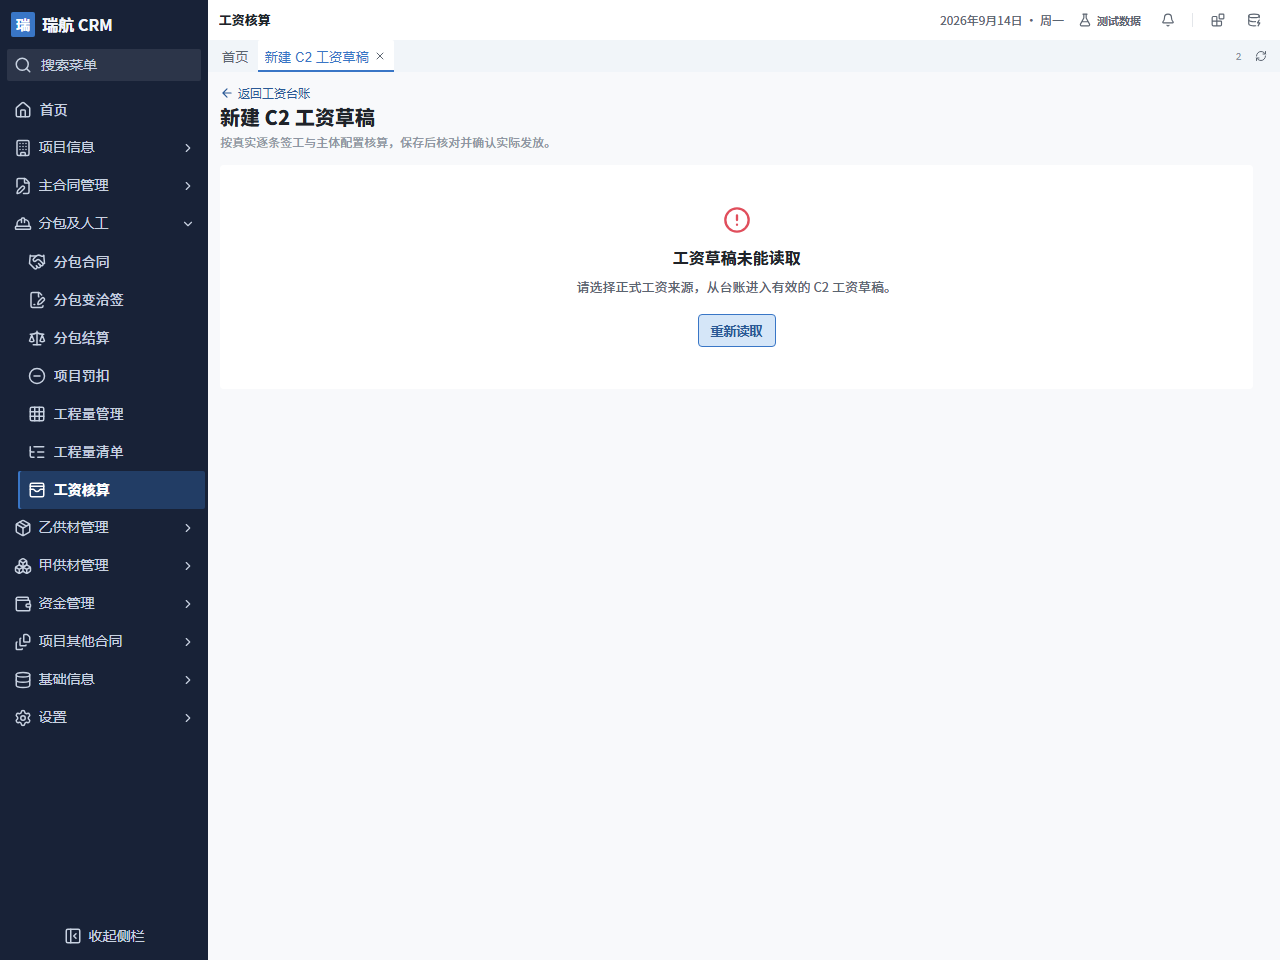 瑞 瑞航 CRM
搜索菜单
首页
项目信息
主合同管理
分包及人工
分包合同
分包变洽签
分包结算
项目罚扣
工程量管理
工程量清单
工资核算
乙供材管理
甲供材管理
资金管理
项目其他合同
基础信息
设置
收起侧栏
工资核算
2026年9月14日 · 周一
测试数据
首页
新建 C2 工资草稿
2
返回工资台账
新建 C2 工资草稿
按真实逐条签工与主体配置核算，保存后核对并确认实际发放。
工资草稿未能读取
请选择正式工资来源，从台账进入有效的 C2 工资草稿。
重新读取